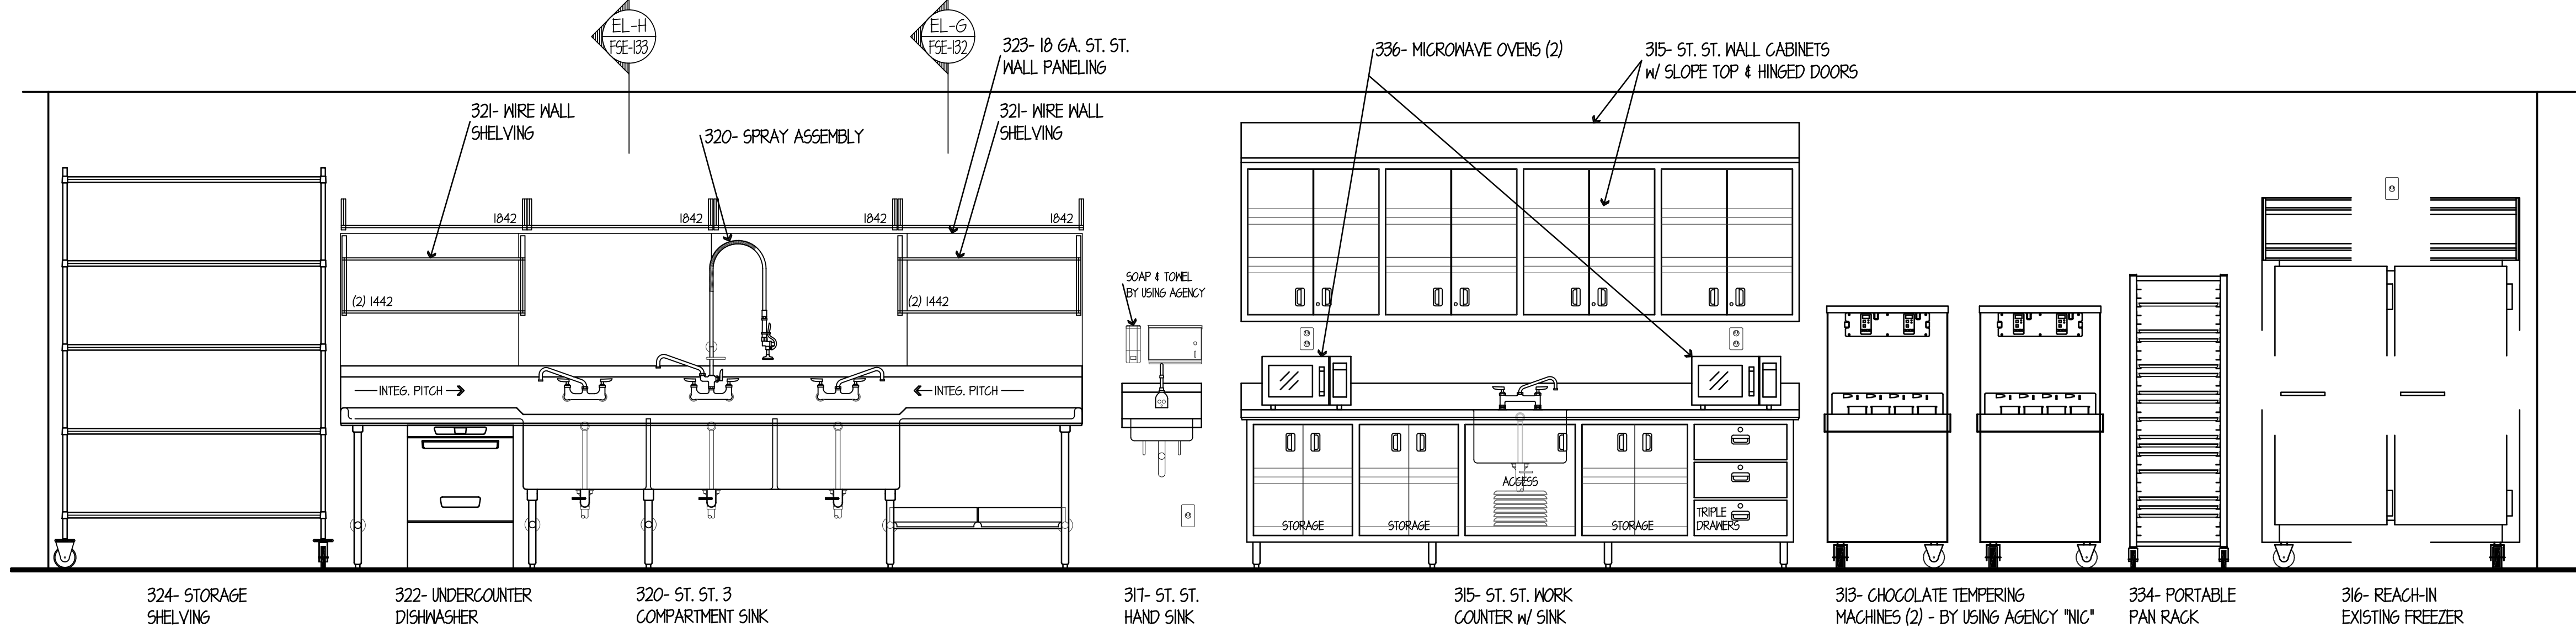 EL-H
FSE-133
EL-G
FSE-132
323- 18 GA. ST. ST.
WALL PANELING
336- MICROWAVE OVENS (2)
315- ST. ST. WALL CABINETS
w/ SLOPE TOP & HINGED DOORS
321- WIRE WALL
SHELVING
320- SPRAY ASSEMBLY
321- WIRE WALL
SHELVING
1842
1842
1842
1842
SOAP & TOWEL
BY USING AGENCY
(2) 1442
(2) 1442
INTEG. PITCH
INTEG. PITCH
ACCESS
STORAGE
STORAGE
STORAGE
TRIPLE
DRAWERS
324- STORAGE
SHELVING
322- UNDERCOUNTER
DISHWASHER
320- ST. ST. 3
COMPARTMENT SINK
317- ST. ST.
HAND SINK
315- ST. ST. WORK
COUNTER w/ SINK
313- CHOCOLATE TEMPERING
MACHINES (2) - BY USING AGENCY "NIC"
334- PORTABLE
PAN RACK
316- REACH-IN
EXISTING FREEZER